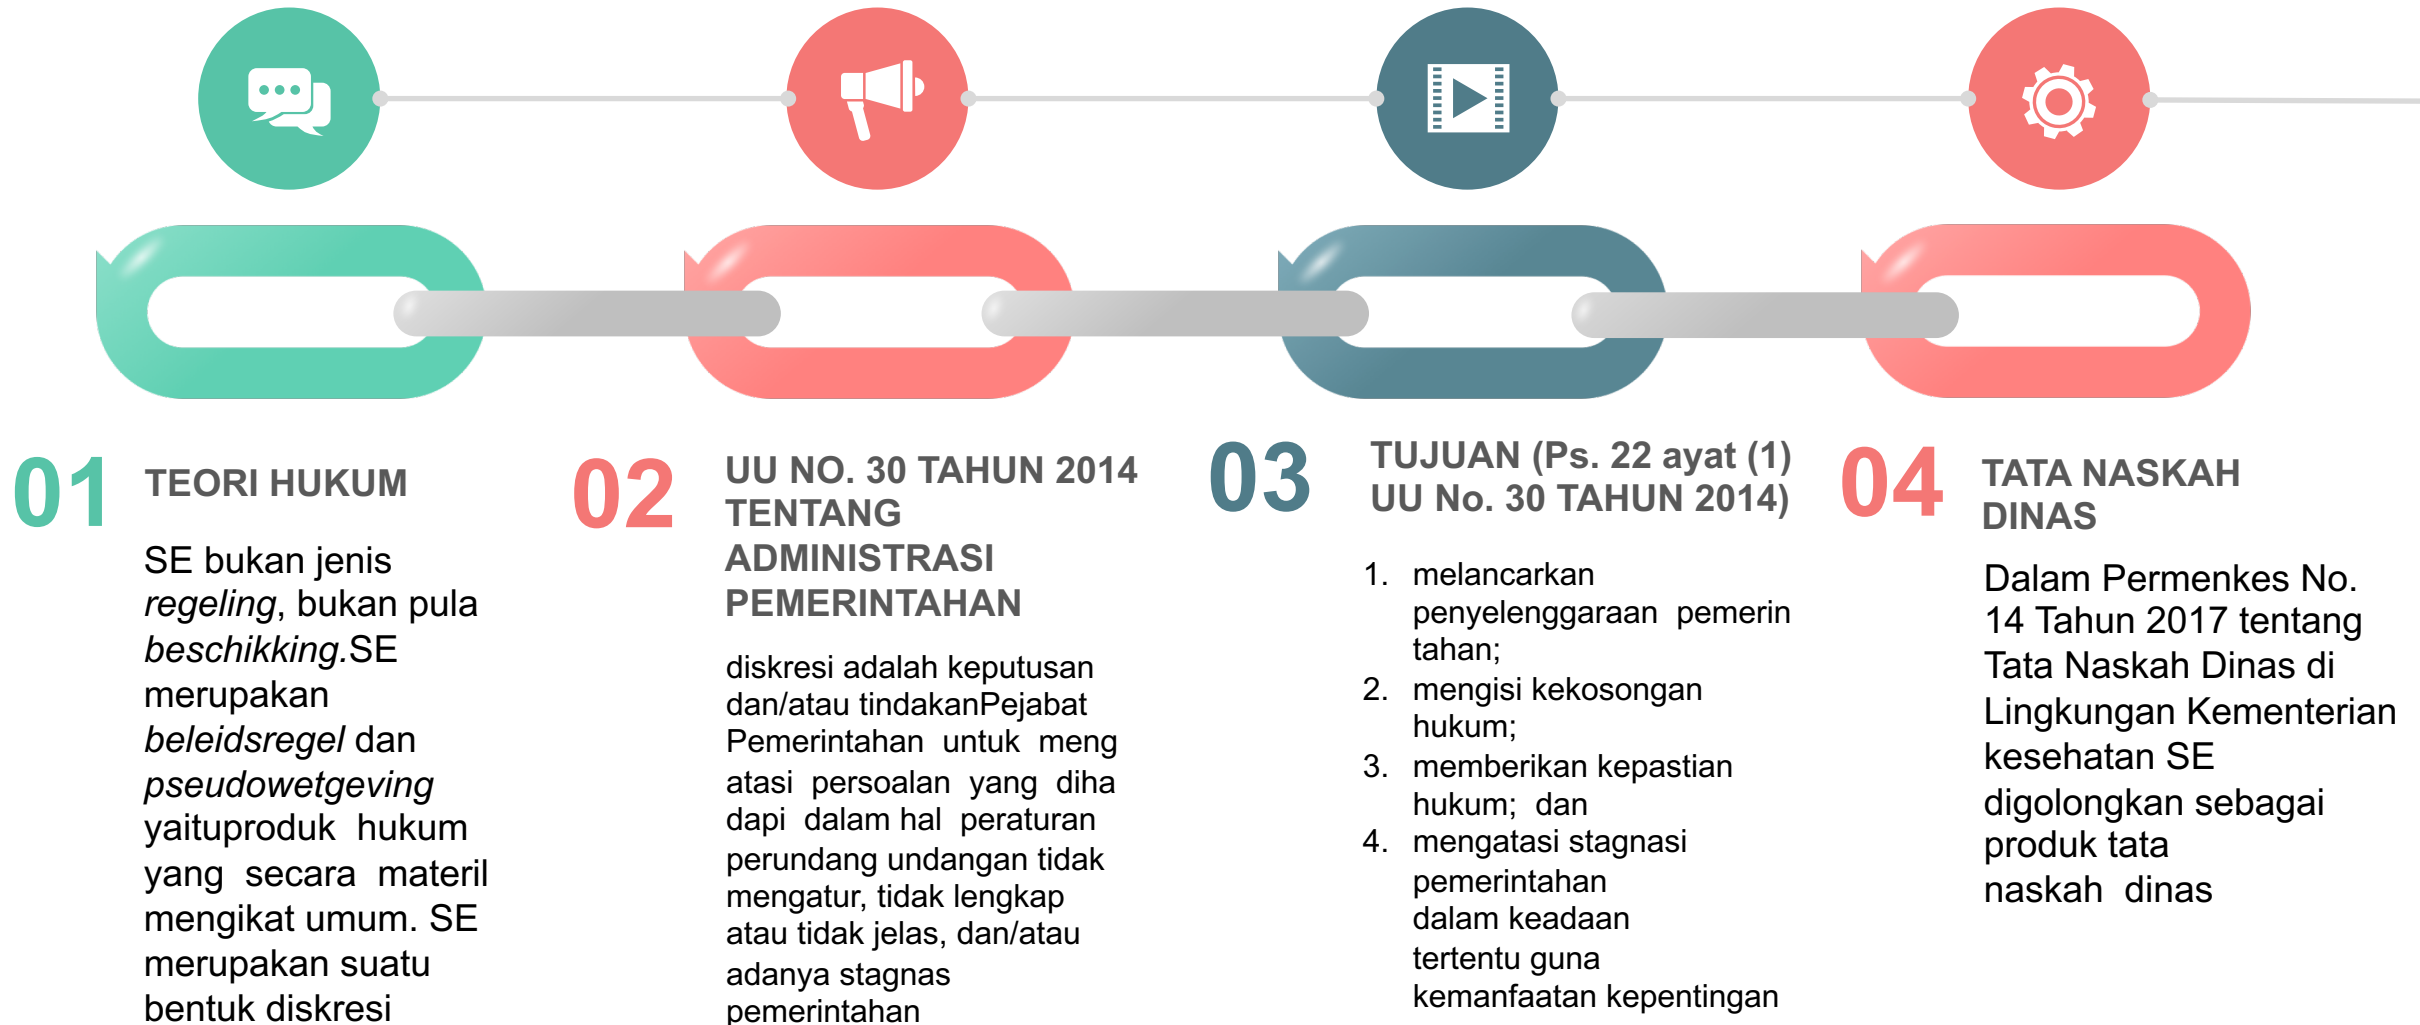 01
TEORI HUKUM
SE bukan jenis
regeling, bukan pula
beschikking.SE
merupakan
beleidsregel dan
pseudowetgeving
yaituproduk hukum
yang secara materil
mengikat umum. SE
merupakan suatu
bentuk diskresi
02
UU NO. 30 TAHUN 2014
TENTANG
ADMINISTRASI
PEMERINTAHAN
diskresi adalah keputusan
dan/atau tindakanPejabat
Pemerintahan untuk meng
atasi persoalan yang diha
dapi dalam hal peraturan
perundang undangan tidak
mengatur, tidak lengkap
atau tidak jelas, dan/atau
adanya stagnas
pemerintahan
03
TUJUAN (Ps. 22 ayat (1)
UU No. 30 TAHUN 2014)
1. melancarkan
penyelenggaraan pemerin
tahan;
2. mengisi kekosongan
hukum;
3. memberikan kepastian
hukum; dan
4. mengatasi stagnasi
pemerintahan
dalam keadaan
tertentu guna
kemanfaatan kepentingan
04
TATA NASKAH
DINAS
Dalam Permenkes No.
14 Tahun 2017 tentang
Tata Naskah Dinas di
Lingkungan Kementerian
kesehatan SE
digolongkan sebagai
produk tata
naskah dinas